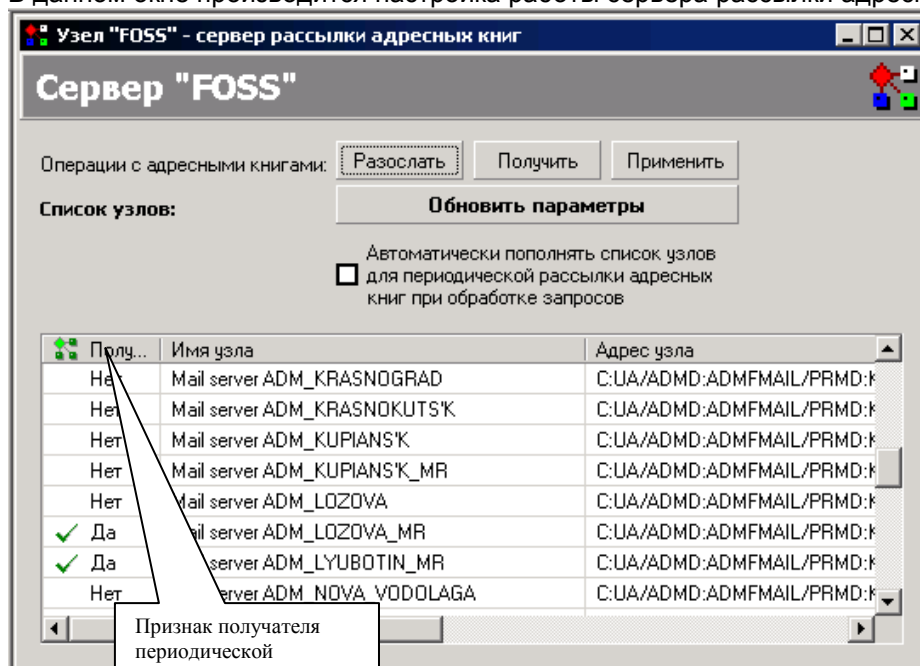 В данном окне производится настройка работы сервера рассылки адрес
Узел "FOSS" - сервер рассылки адресных книг
Сервер "FOSS"
Операции с адресными книгами: Разослать Получить Применить
Список узлов: Обновить параметры
Автоматически пополнять список узлов
для периодической рассылки адресных
книг при обработке запросов
Полу... Имя узла Адрес узла
Нет Mail server ADM_KRASNOGRAD C:UA/ADMD:ADMFMAIL/PRMD:K
Нет Mail server ADM_KRASNOKUTS'K C:UA/ADMD:ADMFMAIL/PRMD:K
Нет Mail server ADM_KUPIANS'K C:UA/ADMD:ADMFMAIL/PRMD:K
Нет Mail server ADM_KUPIANS'K_MR C:UA/ADMD:ADMFMAIL/PRMD:K
Нет Mail server ADM_LOZOVA C:UA/ADMD:ADMFMAIL/PRMD:K
Да Mail server ADM_LOZOVA_MR C:UA/ADMD:ADMFMAIL/PRMD:K
Да Mail server ADM_LYUBOTIN_MR C:UA/ADMD:ADMFMAIL/PRMD:K
Нет Mail server ADM_NOVA_VODOLAGA C:UA/ADMD:ADMFMAIL/PRMD:K
Признак получателя
периодической